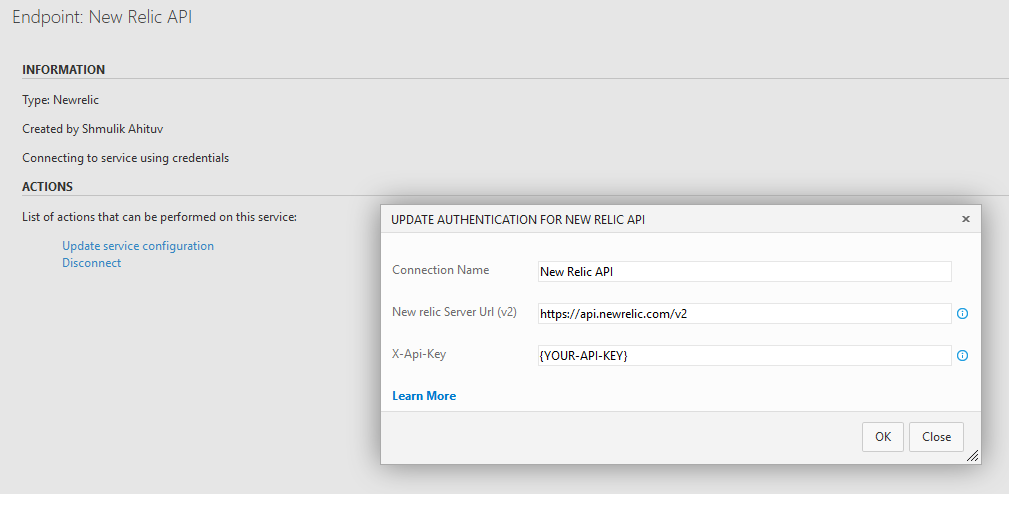 Endpoint: New Relic API
INFORMATION
Type: Newrelic
Created by Shmulik Ahituv
Connecting to service using credentials
ACTIONS
List of actions that can be performed on this service:
Update service configuration
Disconnect
UPDATE AUTHENTICATION FOR NEW RELIC API
×
Connection Name
New Relic API
New relic Server Url (v2)
https://api.newrelic.com/v2
X-Api-Key
{YOUR-API-KEY}
Learn More
OK
Close